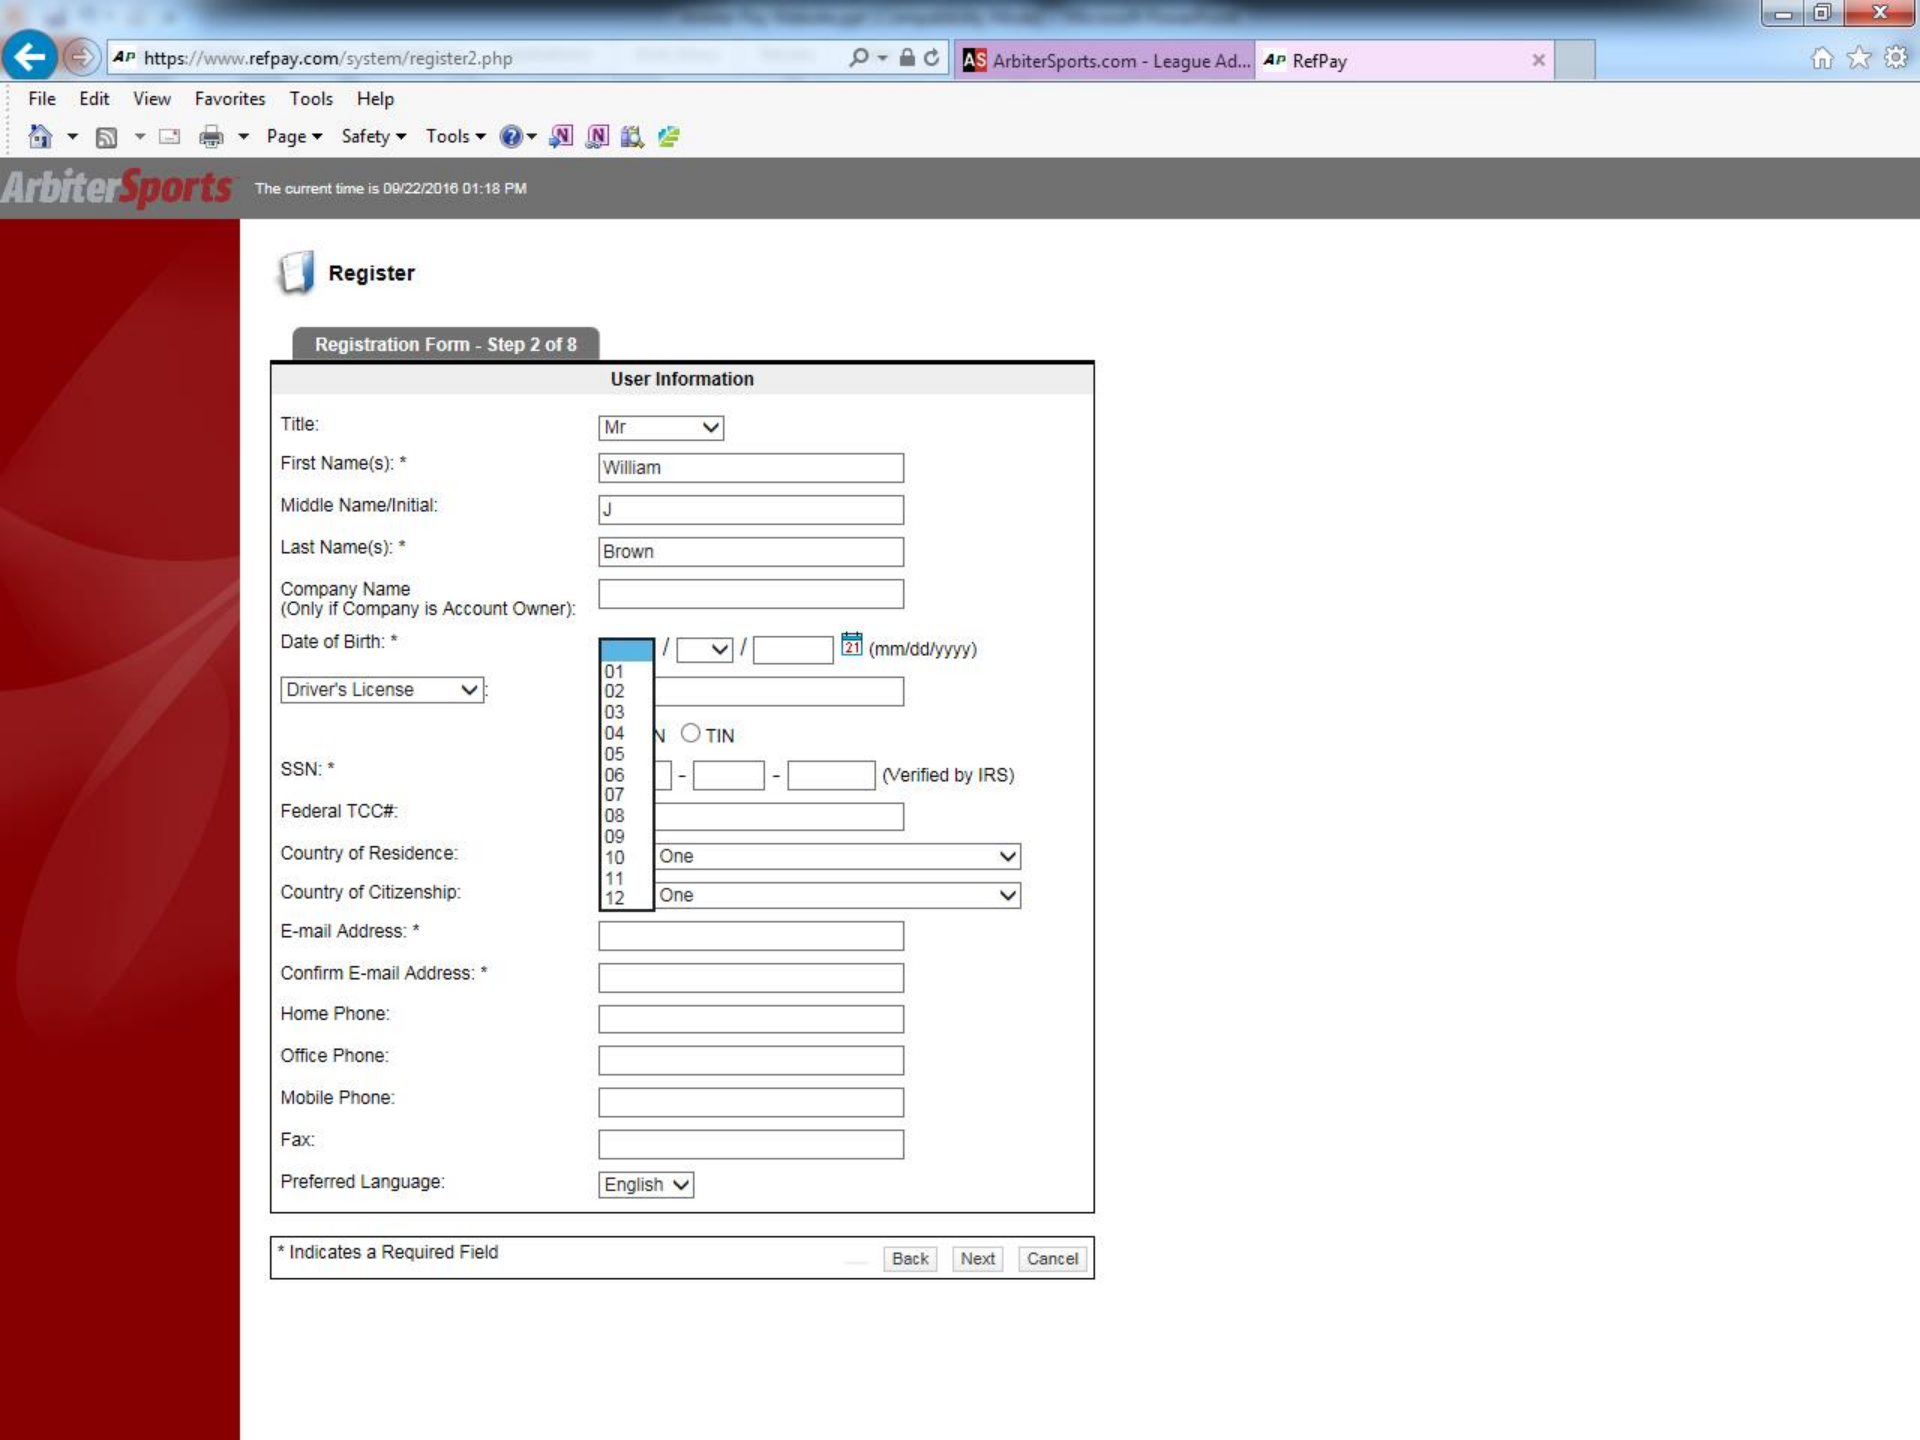 https://www.refpay.com/system/register2.php
AS ArbiterSports.com - League Ad...
AP RefPay
File Edit View Favorites Tools Help
Page Safety Tools
ArbiterSports The current time is 09/22/2016 01:18 PM
Register
Registration Form - Step 2 of 8
User Information
Title: Mr
First Name(s): * William
Middle Name/Initial: J
Last Name(s): * Brown
Company Name
(Only if Company is Account Owner):
Date of Birth: * / / 21 (mm/dd/yyyy)
01
Driver's License : 02
03
04 N TIN
05
SSN: * 06 - - (Verified by IRS)
07
Federal TCC#: 08
09
Country of Residence: 10 One
11
Country of Citizenship: 12 One
E-mail Address: *
Confirm E-mail Address: *
Home Phone:
Office Phone:
Mobile Phone:
Fax:
Preferred Language: English
* Indicates a Required Field Back Next Cancel